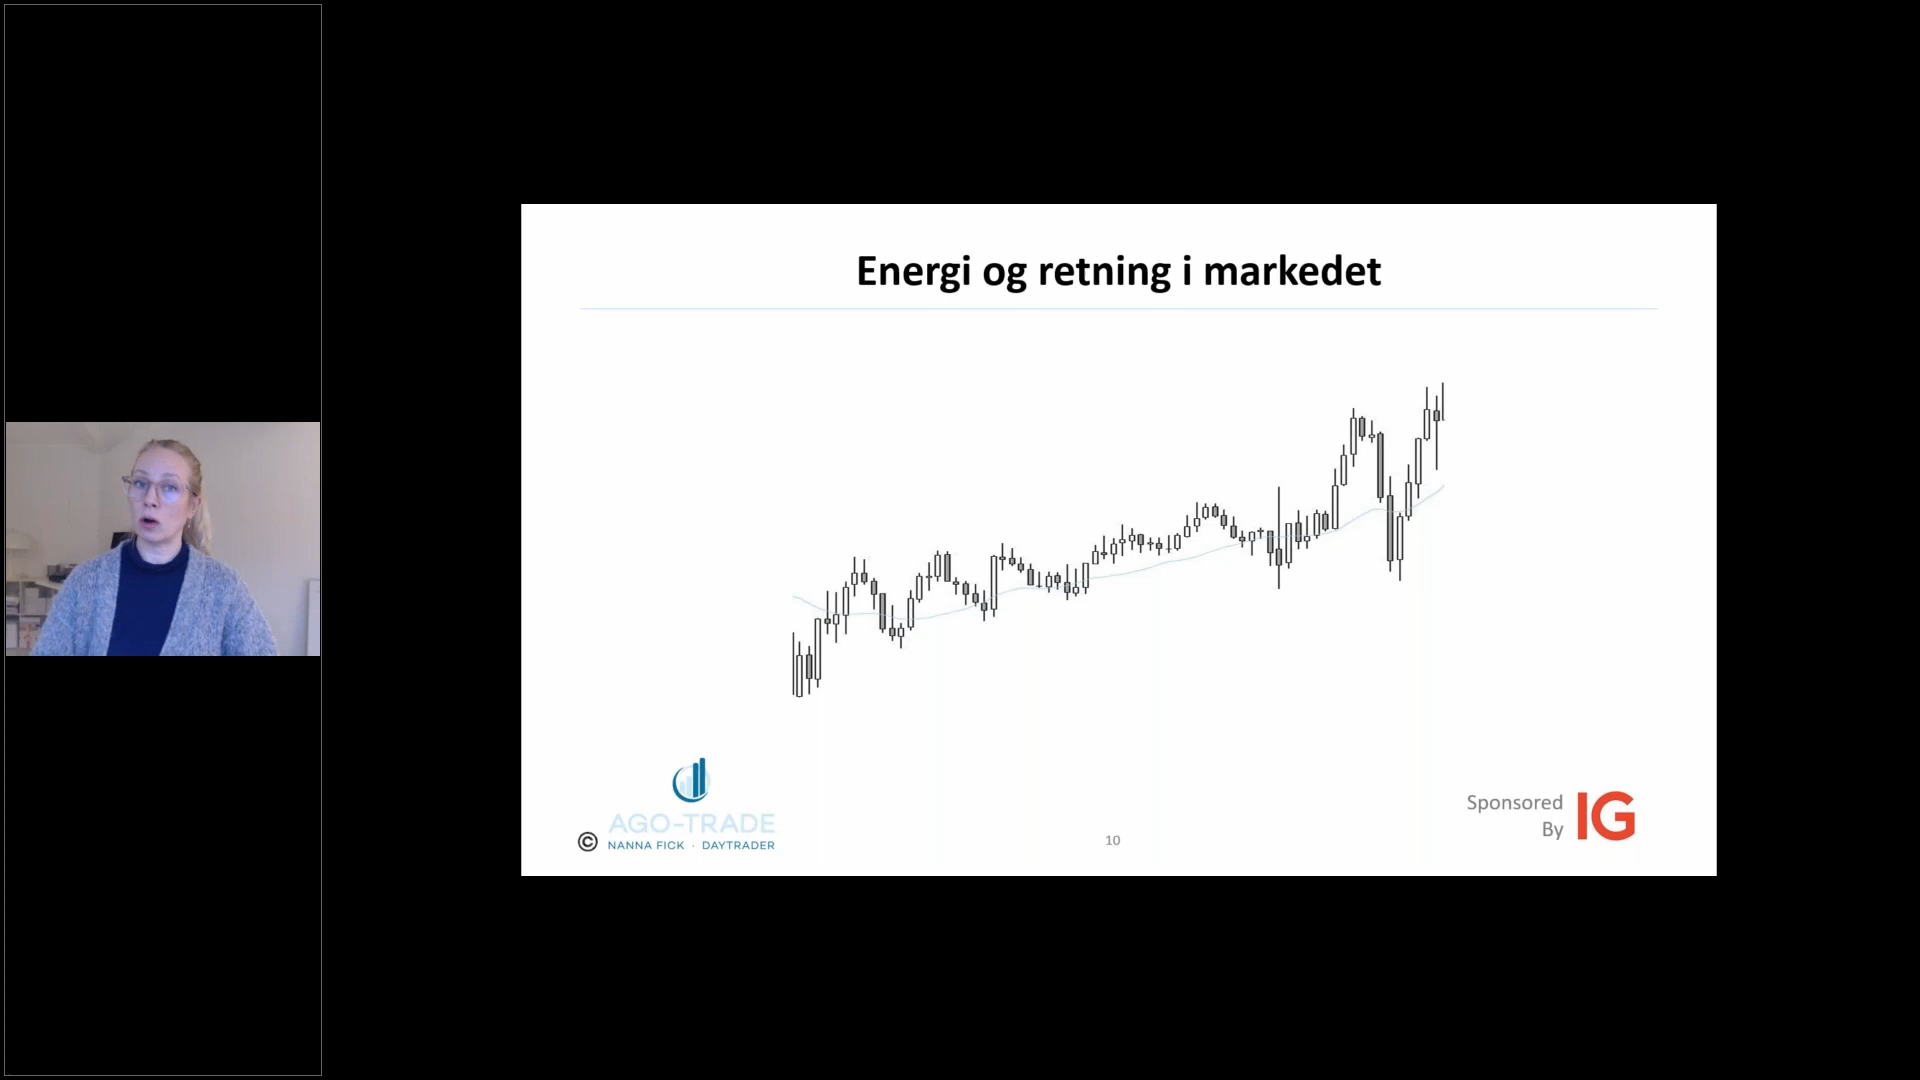 Energi og retning i markedet
AGO-TRADE
© NANNA FICK · DAYTRADER
10
Sponsored
By
IG